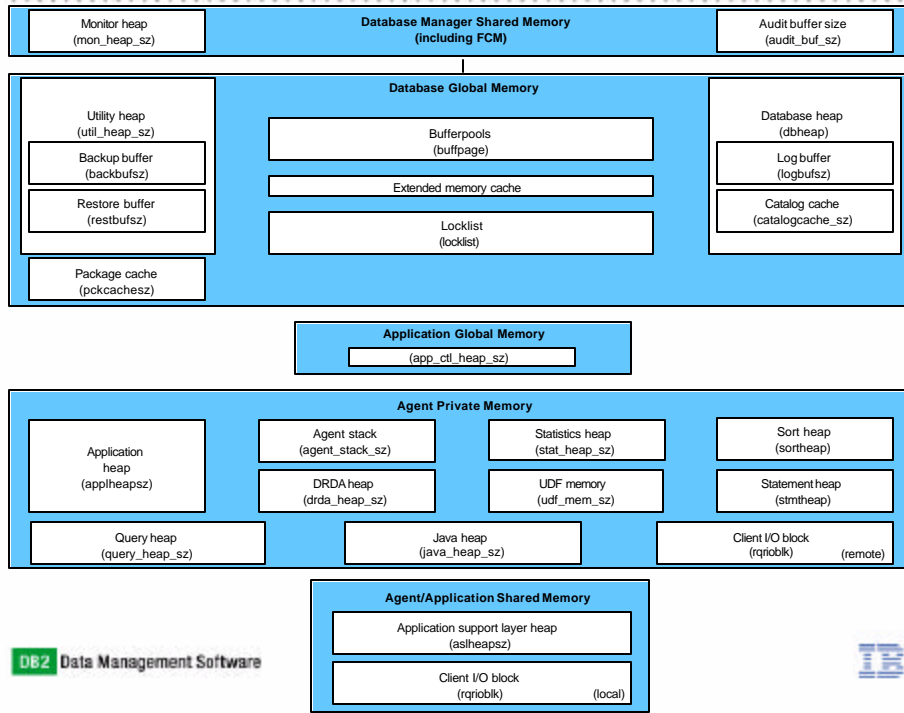 Monitor heap
(mon_heap_sz)
Database Manager Shared Memory
(including FCM)
Audit buffer size
(audit_buf_sz)
Database Global Memory
Utility heap
(util_heap_sz)
Backup buffer
(backbufsz)
Restore buffer
(restbufsz)
Package cache
(pckcachesz)
Bufferpools
(buffpage)
Extended memory cache
Locklist
(locklist)
Database heap
(dbheap)
Log buffer
(logbufsz)
Catalog cache
(catalogcache_sz)
Application Global Memory
(app_ctl_heap_sz)
Agent Private Memory
Application
heap
(applheapsz)
Agent stack
(agent_stack_sz)
Statistics heap
(stat_heap_sz)
Sort heap
(sortheap)
DRDA heap
(drda_heap_sz)
UDF memory
(udf_mem_sz)
Statement heap
(stmtheap)
Query heap
(query_heap_sz)
Java heap
(java_heap_sz)
Client I/O block
(rqrioblk) (remote)
Agent/Application Shared Memory
Application support layer heap
(aslheapsz)
Client I/O block
(rqrioblk) (local)
DB2 Data Management Software